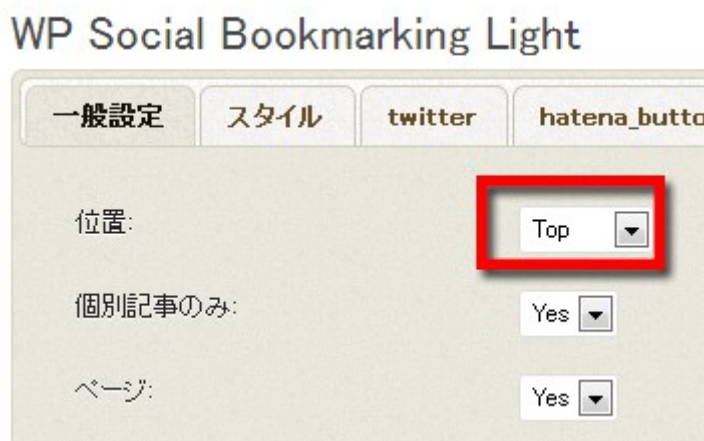 WP Social Bookmarking Light
一般設定 スタイル twitter hatena_butto
位置: Top
個別記事のみ: Yes
ページ: Yes